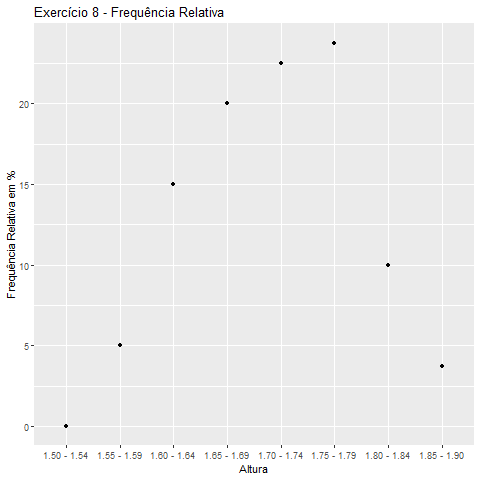 Exercício 8 - Frequência Relativa
Frequência Relativa em %
20
15
10
5
0
1.50 - 1.54 1.55 - 1.59 1.60 - 1.64 1.65 - 1.69 1.70 - 1.74 1.75 - 1.79 1.80 - 1.84 1.85 - 1.90
Altura